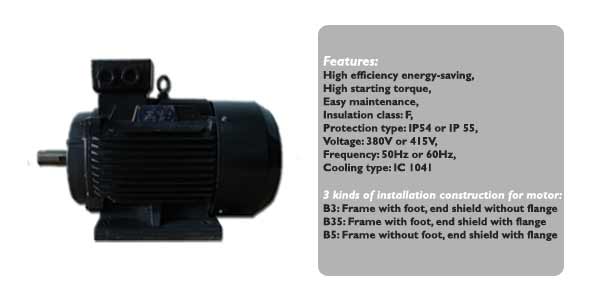 Features:
High efficiency energy-saving,
High starting torque,
Easy maintenance,
Insulation class: F,
Protection type: IP54 or IP 55,
Voltage: 380V or 415V,
Frequency: 50Hz or 60Hz,
Cooling type: IC 1041
3 kinds of installation construction for motor:
B3: Frame with foot, end shield without flange
B35: Frame with foot, end shield with flange
B5: Frame without foot, end shield with flange